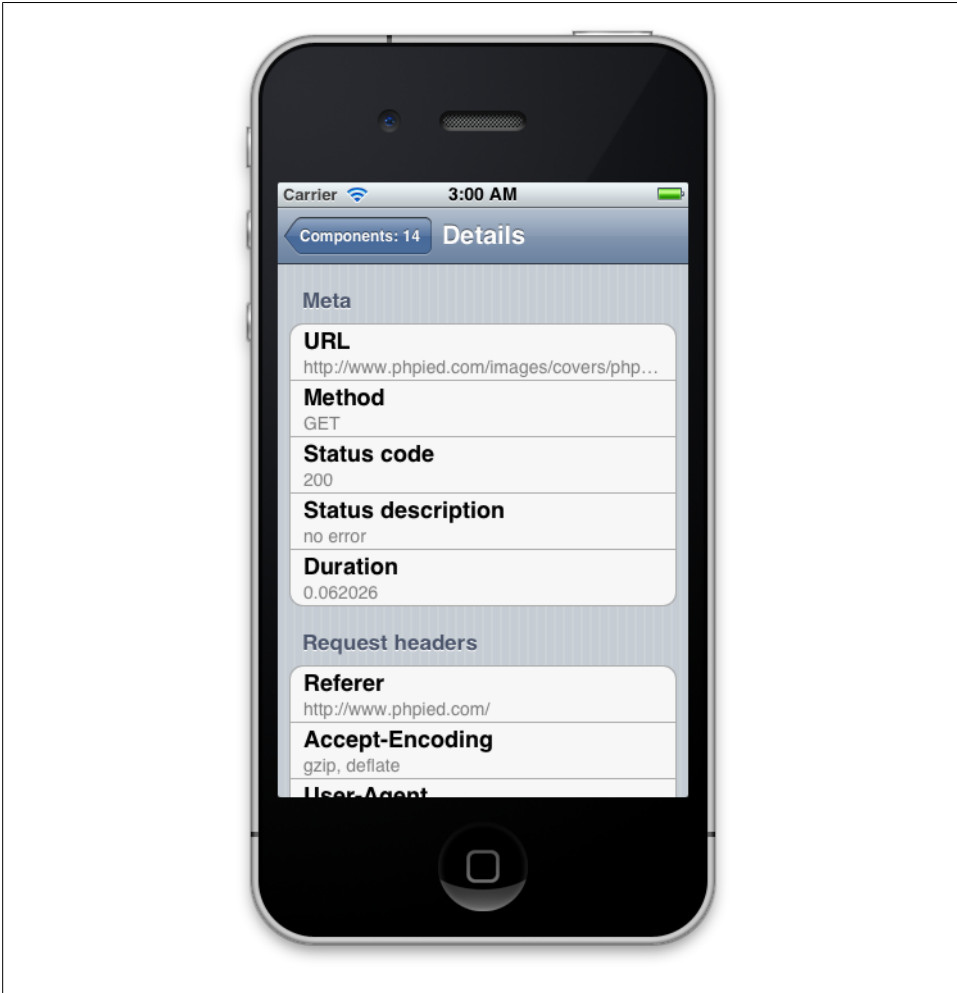 Carrier 3:00 AM
Components: 14 Details
Meta
URL
http://www.phpied.com/images/covers/php...
Method
GET
Status code
200
Status description
no error
Duration
0.062026
Request headers
Referer
http://www.phpied.com/
Accept-Encoding
gzip, deflate
User-Agent